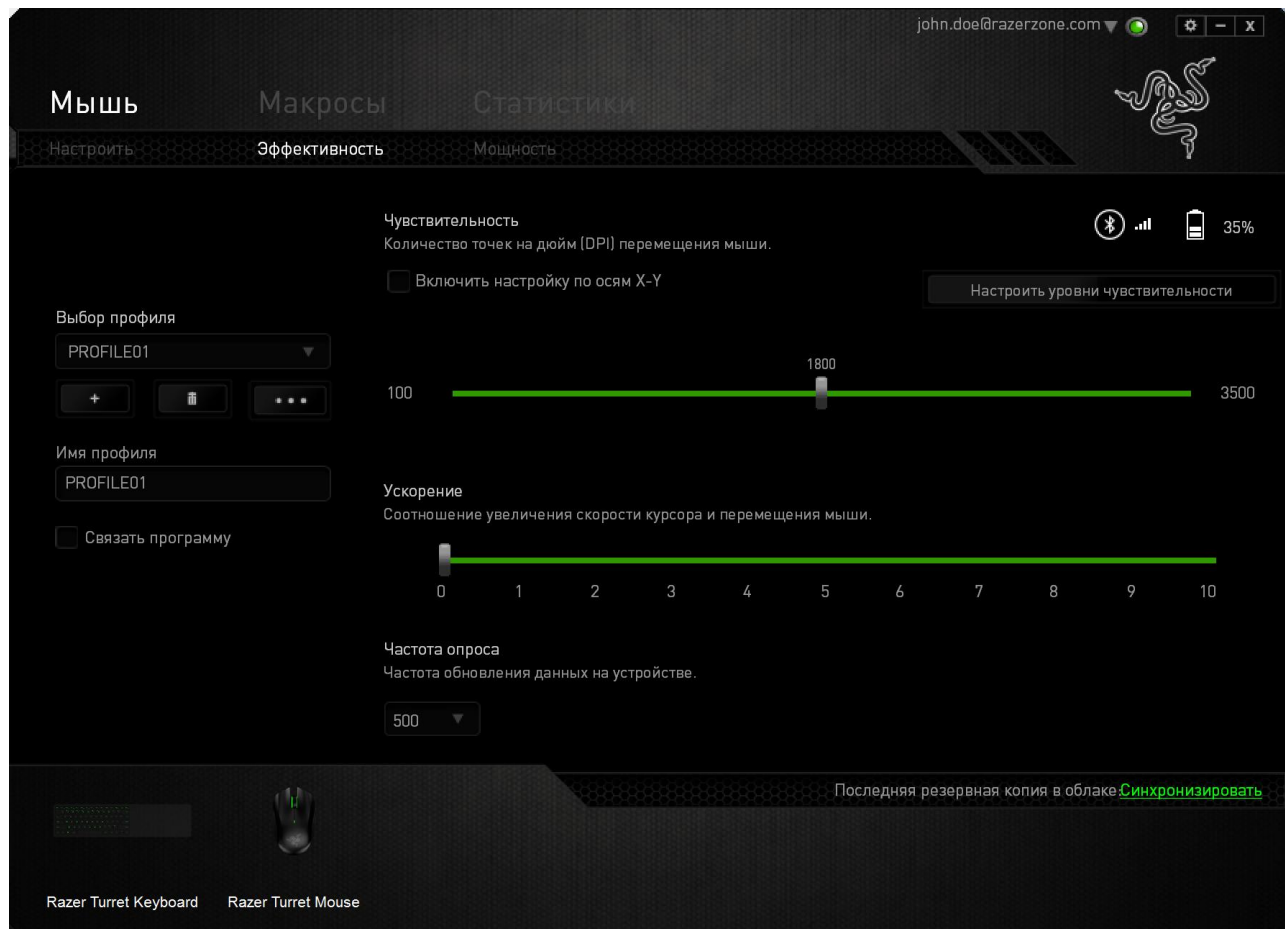 john.doe@razerzone.com
Мышь Макросы Статистики
Настроить Эффективность Мощность
Чувствительность
Количество точек на дюйм (DPI) перемещения мыши.
35%
Включить настройку по осям X-Y
Настроить уровни чувствительности
Выбор профиля
PROFILE01
1800
100 3500
Имя профиля
PROFILE01
Ускорение
Соотношение увеличения скорости курсора и перемещения мыши.
Связать программу
0 1 2 3 4 5 6 7 8 9 10
Частота опроса
Частота обновления данных на устройстве.
500
Последняя резервная копия в облаке:Синхронизировать
Razer Turret Keyboard Razer Turret Mouse